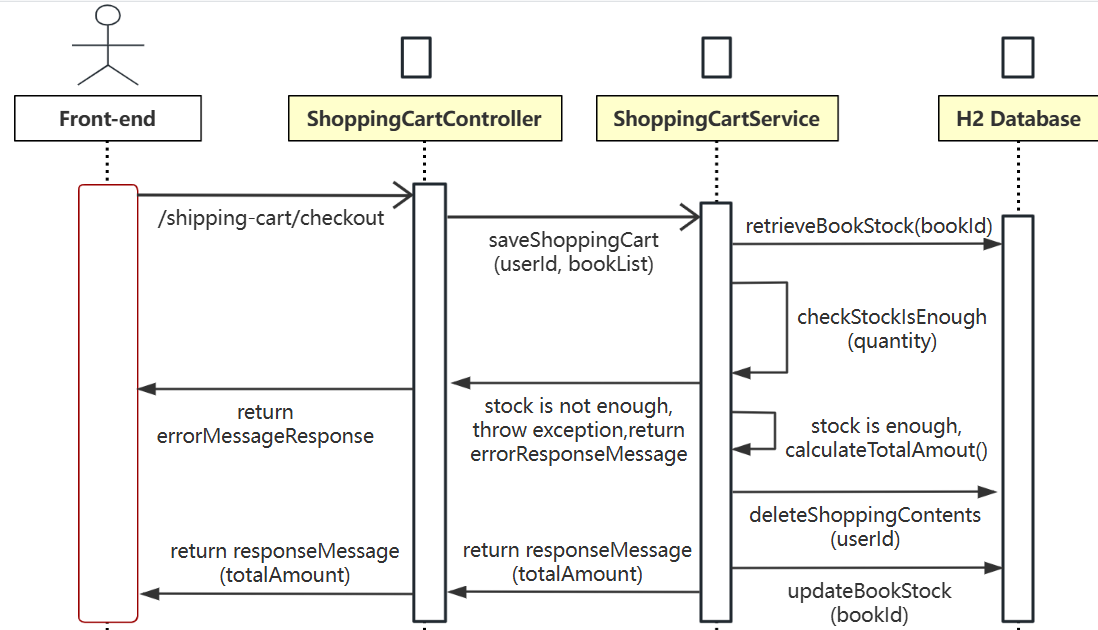 Front-end
ShoppingCartController
ShoppingCartService
H2 Database
/shipping-cart/checkout
saveShoppingCart
(userId, bookList)
retrieveBookStock(bookId)
checkStockIsEnough
(quantity)
return
errorMessageResponse
stock is not enough,
throw exception,return
errorResponseMessage
stock is enough,
calculateTotalAmout()
deleteShoppingContents
(userId)
return responseMessage
(totalAmount)
return responseMessage
(totalAmount)
updateBookStock
(bookId)